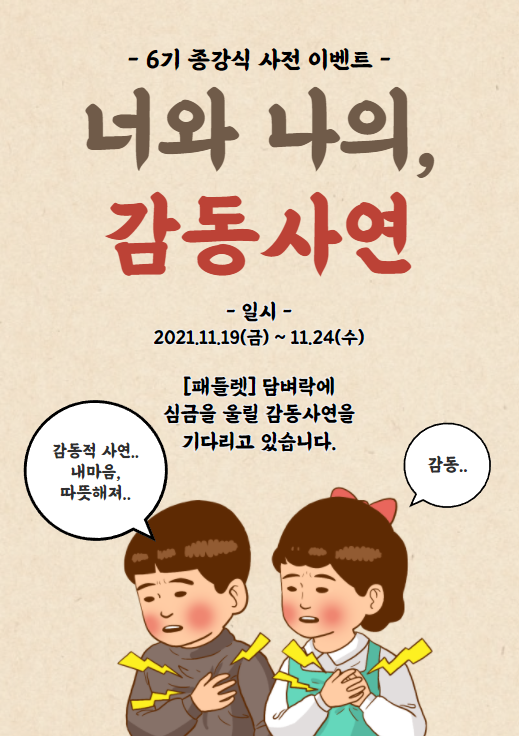 - 6기 종강식 사전 이벤트 -
너와 나의,
감동사연
- 일시 -
2021.11.19(금) ~ 11.24(수)
[패들렛] 담벼락에
심금을 울릴 감동사연을
기다리고 있습니다.
감동적 사연..
내마음,
따뜻해져..
감동..